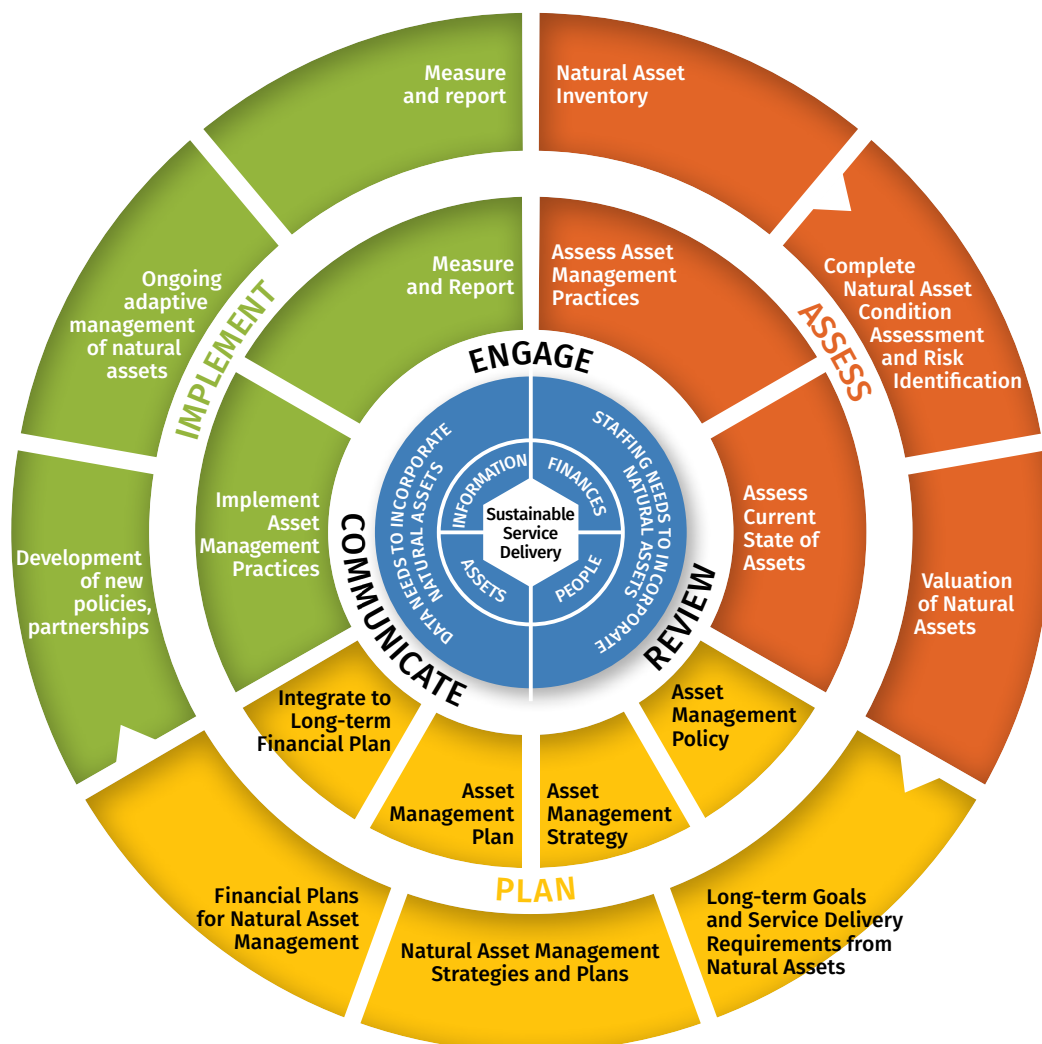 Measure
and report
Natural Asset
Inventory
Complete
Natural Asset
Condition
Assessment
and Risk
Identification
Valuation
of Natural
Assets
Long-term Goals
and Service Delivery
Requirements from
Natural Assets
Natural Asset Management
Strategies and Plans
Financial Plans
for Natural Asset
Management
Development
of new
policies,
partnerships
Ongoing
adaptive
management
of natural
assets
IMPLEMENT
ASSESS
PLAN
Measure
and Report
Assess Asset
Management
Practices
Assess
Current
State of
Assets
Asset
Management
Policy
Asset
Management
Strategy
Asset
Management
Plan
Integrate to
Long-term
Financial Plan
Implement
Asset
Management
Practices
ENGAGE
REVIEW
COMMUNICATE
DATA NEEDS TO INCORPORATE
NATURAL ASSETS
STAFFING NEEDS TO INCORPORATE
NATURAL ASSETS
INFORMATION
FINANCES
ASSETS
PEOPLE
Sustainable
Service
Delivery